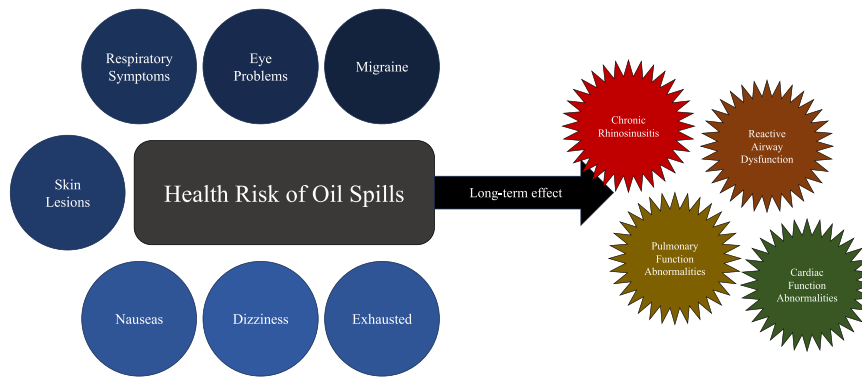 Respiratory
Symptoms
Eye
Problems
Migraine
Skin
Lesions
Health Risk of Oil Spills
Nauseas
Dizziness
Exhausted
Long-term effect
Chronic
Rhinosinusitis
Reactive
Airway
Dysfunction
Pulmonary
Function
Abnormalities
Cardiac
Function
Abnormalities